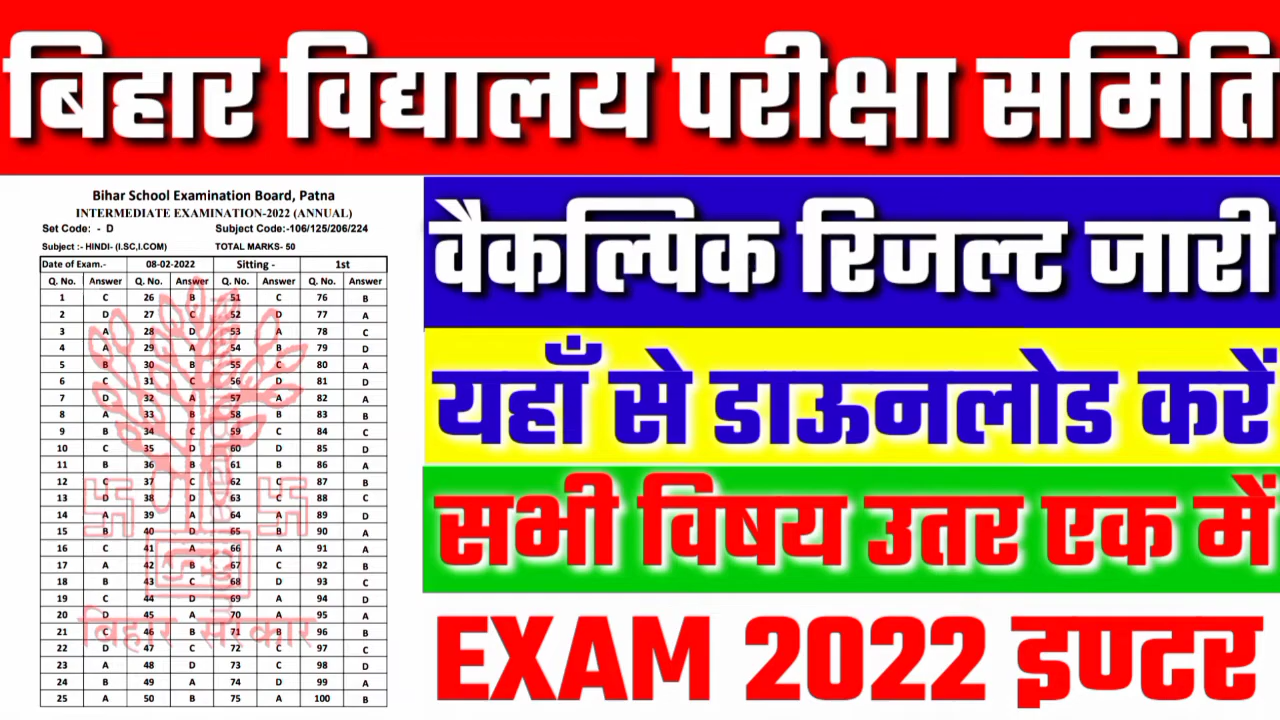 बिहार विद्यालय परीक्षा समिति
Bihar School Examination Board, Patna
INTERMEDIATE EXAMINATION-2022 (ANNUAL)
Set Code: - D Subject Code:-106/125/206/224
Subject :- HINDI- (I.SC,I.COM) TOTAL MARKS- 50
Date of Exam.- 08-02-2022 Sitting - 1st
Q. No. Answer Q. No. Answer Q. No. Answer Q. No. Answer
1 C 26 B 51 C 76 B
2 D 27 C 52 D 77 A
3 A 28 D 53 A 78 C
4 A 29 A 54 B 79 D
5 B 30 B 55 C 80 A
6 C 31 C 56 D 81 D
7 D 32 A 57 A 82 A
8 A 33 B 58 B 83 B
9 B 34 C 59 C 84 C
10 C 35 D 60 D 85 D
11 B 36 B 61 B 86 A
12 C 37 C 62 C 87 B
13 D 38 D 63 C 88 C
14 A 39 A 64 A 89 D
15 B 40 D 65 B 90 A
16 C 41 A 66 A 91 A
17 A 42 B 67 C 92 B
18 B 43 C 68 D 93 C
19 C 44 D 69 A 94 D
20 D 45 A 70 A 95 A
21 C 46 B 71 B 96 B
22 D 47 C 72 C 97 C
23 A 48 D 73 C 98 D
24 B 49 A 74 D 99 A
25 A 50 B 75 A 100 B
बिहार सरकार
वैकल्पिक रिजल्ट जारी
यहाँ से डाऊनलोड करें
सभी विषय उतर एक में
EXAM 2022 इण्टर